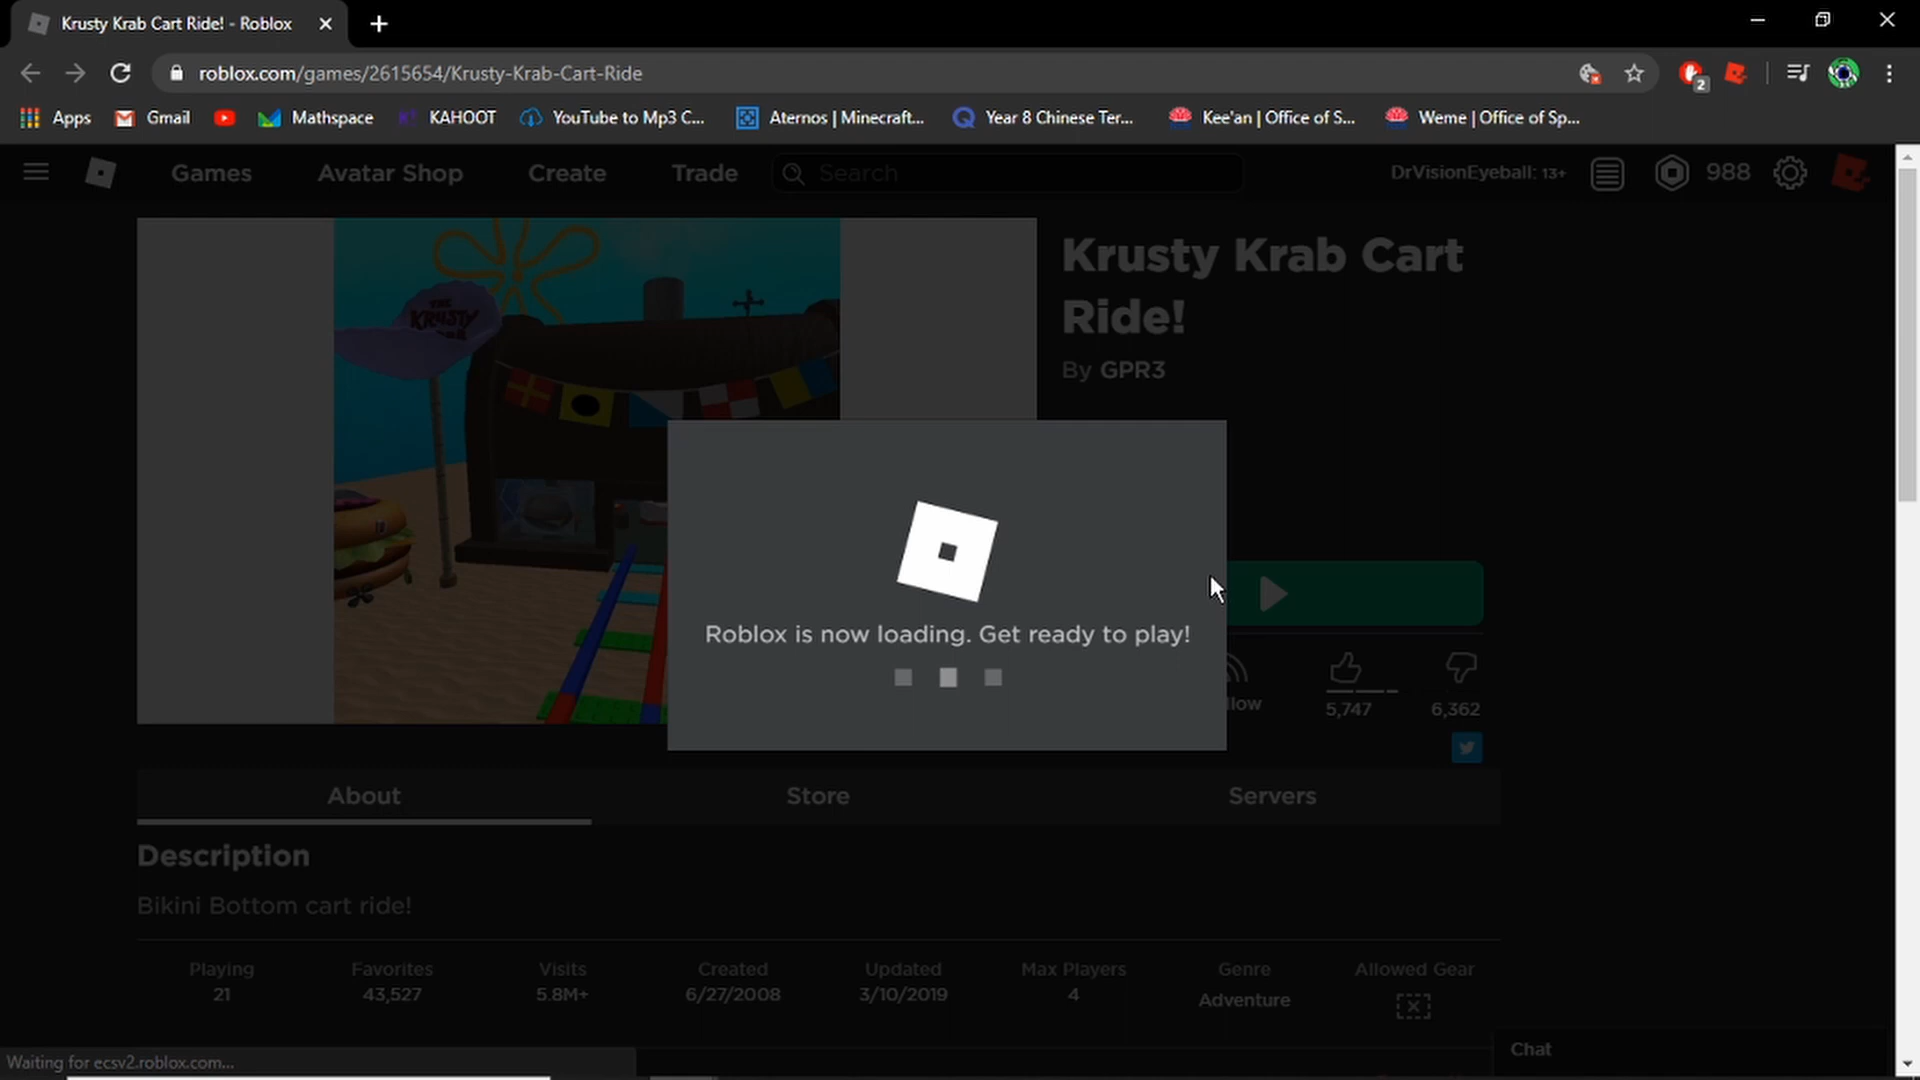 Krusty Krab Cart Ride! - Roblox
roblox.com/games/2615654/Krusty-Krab-Cart-Ride
2
Apps
Gmail
Mathspace
K! KAHOOT
YouTube to Mp3 C...
Aternos | Minecraft...
Year 8 Chinese Ter...
Kee'an | Office of S...
Weme | Office of Sp...
Games
Avatar Shop
Create
Trade
Search
DrVisionEyeball: 13+
988
THE
KRUSTY
Krusty Krab Cart
Ride!
By GPR3
Roblox is now loading. Get ready to play!
llow
5,747
6,362
About
Store
Servers
Description
Bikini Bottom cart ride!
Playing
Favorites
Visits
Created
Updated
Max Players
Genre
Allowed Gear
21
43,527
5.8M+
6/27/2008
3/10/2019
4
Adventure
Waiting for ecsv2.roblox.com...
Chat